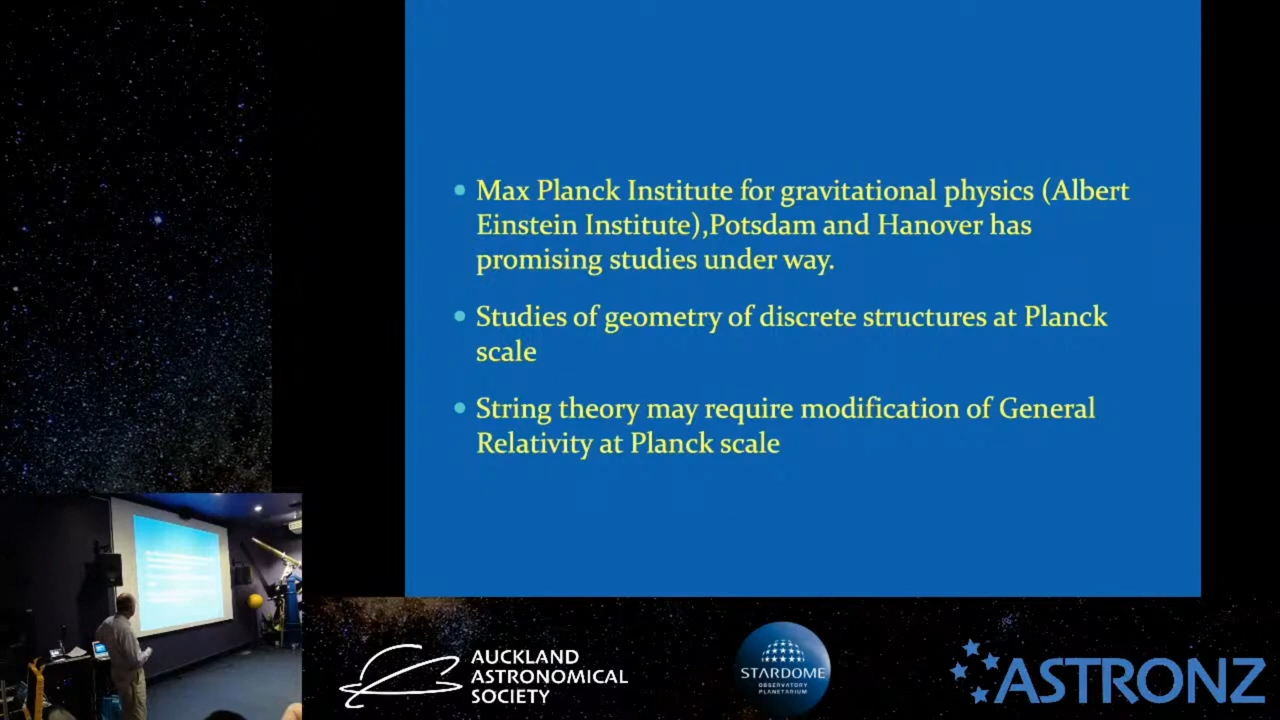 Max Planck Institute for gravitational physics (Albert
Einstein Institute),Potsdam and Hanover has
promising studies under way.
Studies of geometry of discrete structures at Planck
scale
String theory may require modification of General
Relativity at Planck scale
AUCKLAND
ASTRONOMICAL
SOCIETY
STARDOME
OBSERVATORY
PLANETARIUM
ASTRONZ